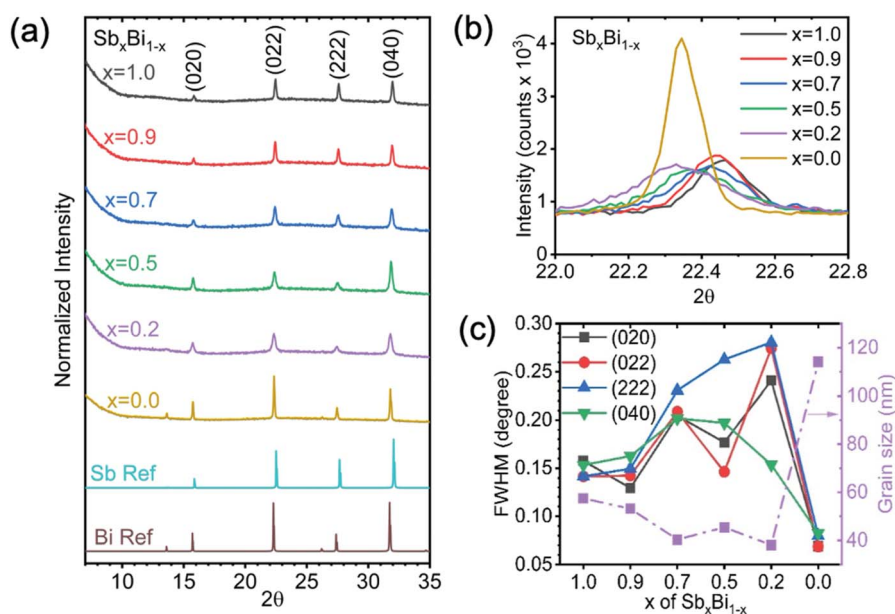 (a)
Normalized Intensity
SbₓBi₁₋ₓ
x=1.0
x=0.9
x=0.7
x=0.5
x=0.2
x=0.0
Sb Ref
Bi Ref
(020)
(022)
(222)
(040)
10 15 20 25 30 35
2θ
(b)
Intensity (counts x 10³)
4
3
2
1
0
SbₓBi₁₋ₓ
x=1.0
x=0.9
x=0.7
x=0.5
x=0.2
x=0.0
22.0 22.2 22.4 22.6 22.8
2θ
(c)
FWHM (degree)
0.30
0.25
0.20
0.15
0.10
0.05
(020)
(022)
(222)
(040)
120
100
80
60
40
Grain size (nm)
1.0 0.9 0.7 0.5 0.2 0.0
x of SbₓBi₁₋ₓ